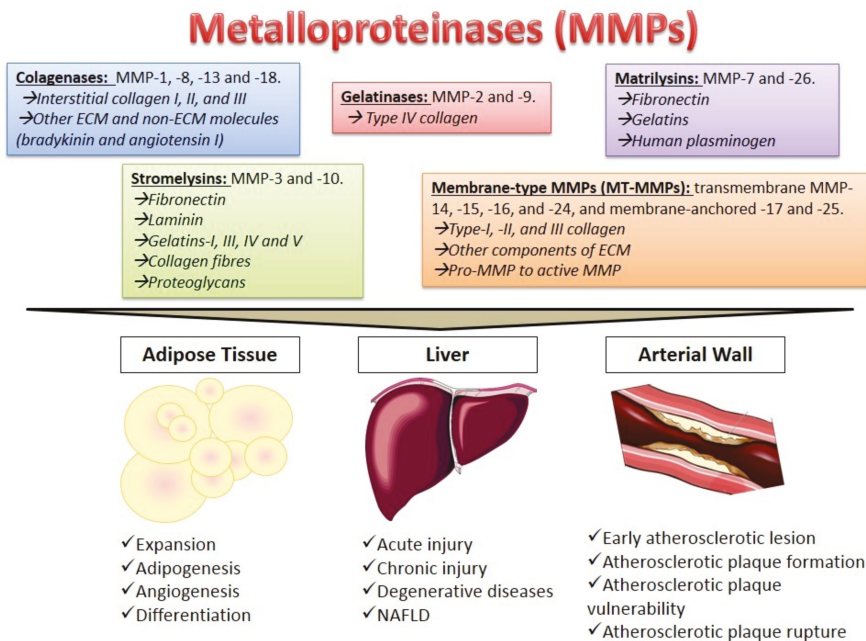 Metalloproteinases (MMPs)
Colagenases: MMP-1, -8, -13 and -18.
→Interstitial collagen I, II, and III
→Other ECM and non-ECM molecules
(bradykinin and angiotensin I)
Gelatinases: MMP-2 and -9.
→ Type IV collagen
Matrilysins: MMP-7 and -26.
→Fibronectin
→Gelatins
→Human plasminogen
Stromelysins: MMP-3 and -10.
→Fibronectin
→Laminin
→Gelatins-I, III, IV and V
→Collagen fibres
→Proteoglycans
Membrane-type MMPs (MT-MMPs): transmembrane MMP-
14, -15, -16, and -24, and membrane-anchored -17 and -25.
→Type-I, -II, and III collagen
→Other components of ECM
→Pro-MMP to active MMP
Adipose Tissue
✓Expansion
✓Adipogenesis
✓Angiogenesis
✓Differentiation
Liver
✓Acute injury
✓Chronic injury
✓Degenerative diseases
✓NAFLD
Arterial Wall
✓Early atherosclerotic lesion
✓Atherosclerotic plaque formation
✓Atherosclerotic plaque
vulnerability
✓Atherosclerotic plaque rupture